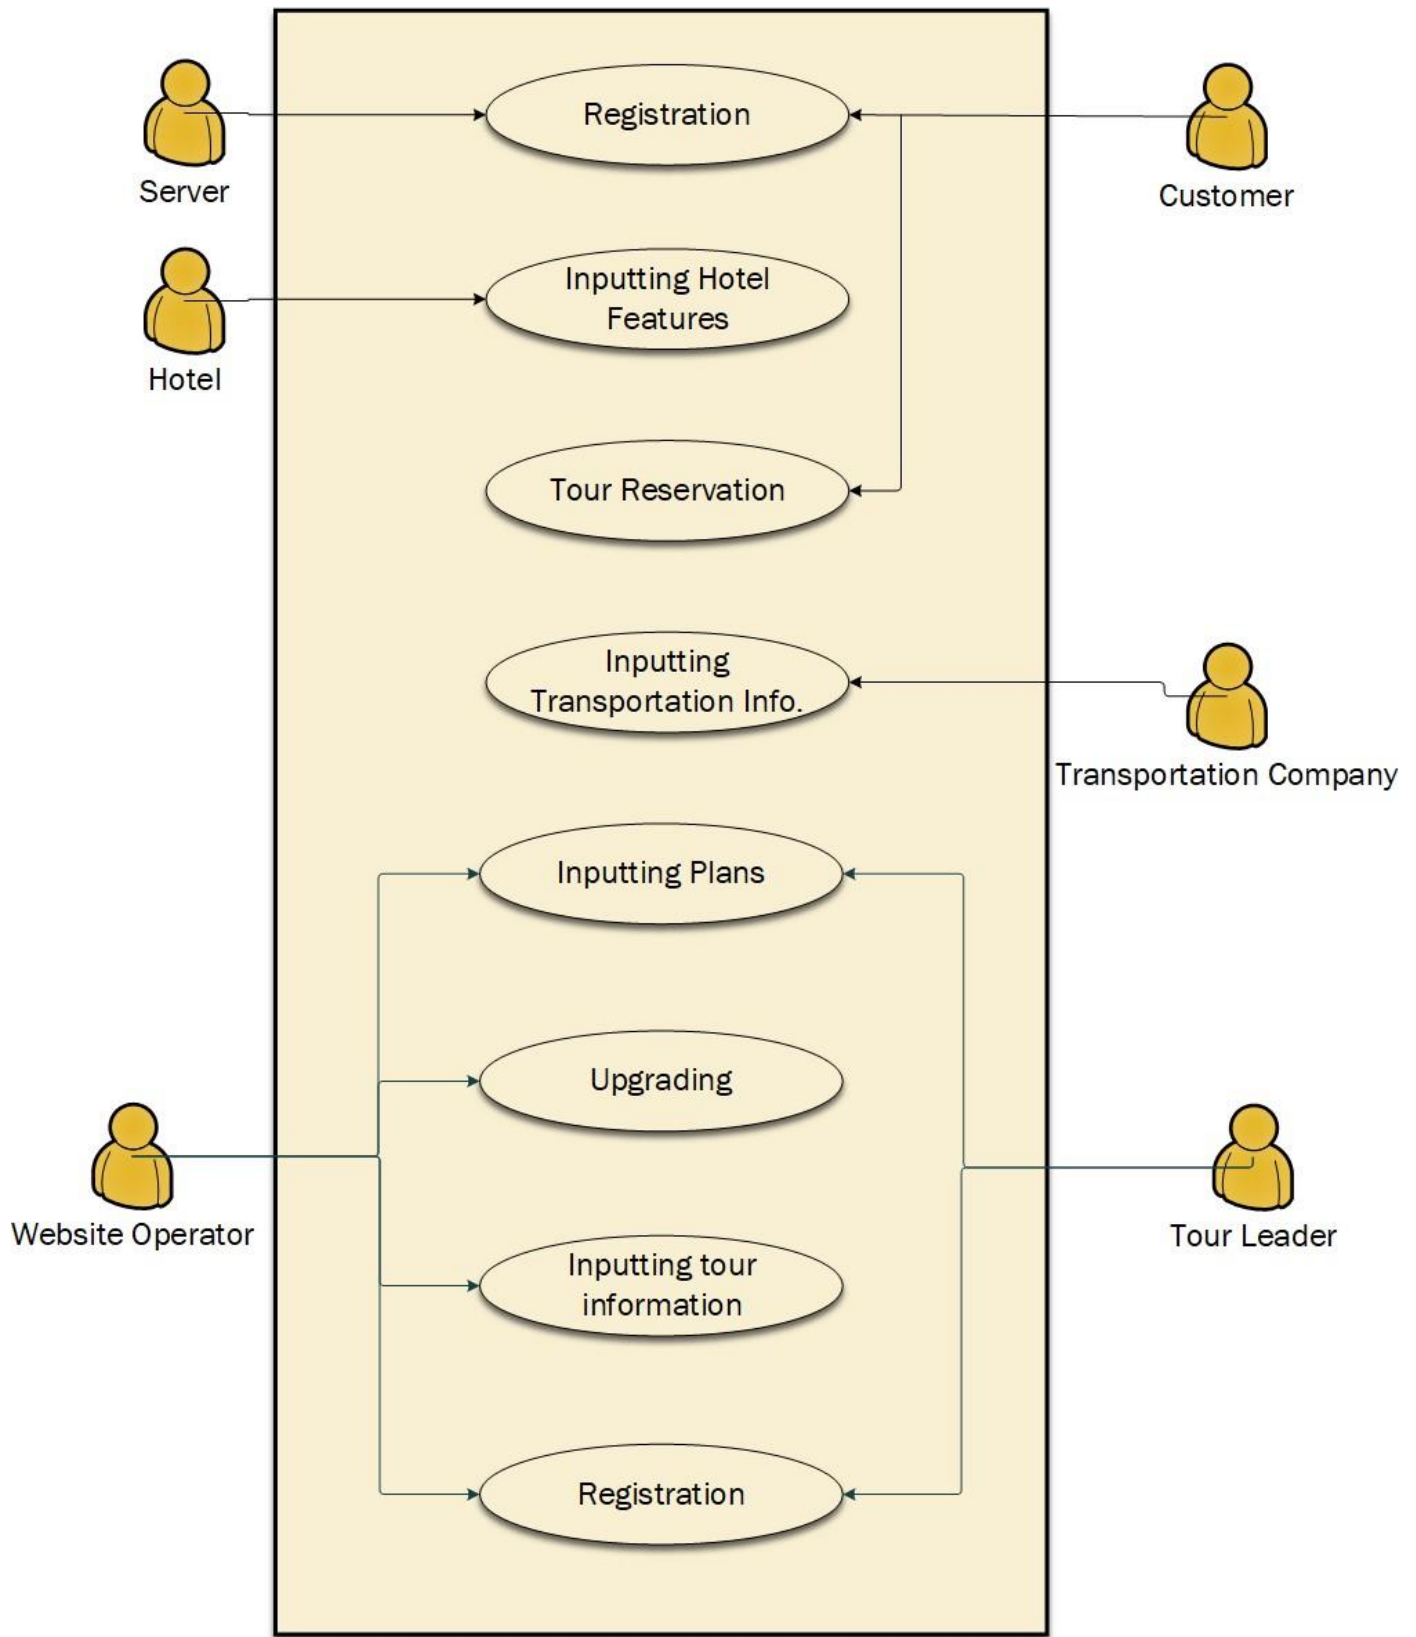 Registration
Server
Customer
Inputting Hotel
Features
Hotel
Tour Reservation
Inputting
Transportation Info.
Transportation Company
Inputting Plans
Upgrading
Website Operator
Tour Leader
Inputting tour
information
Registration